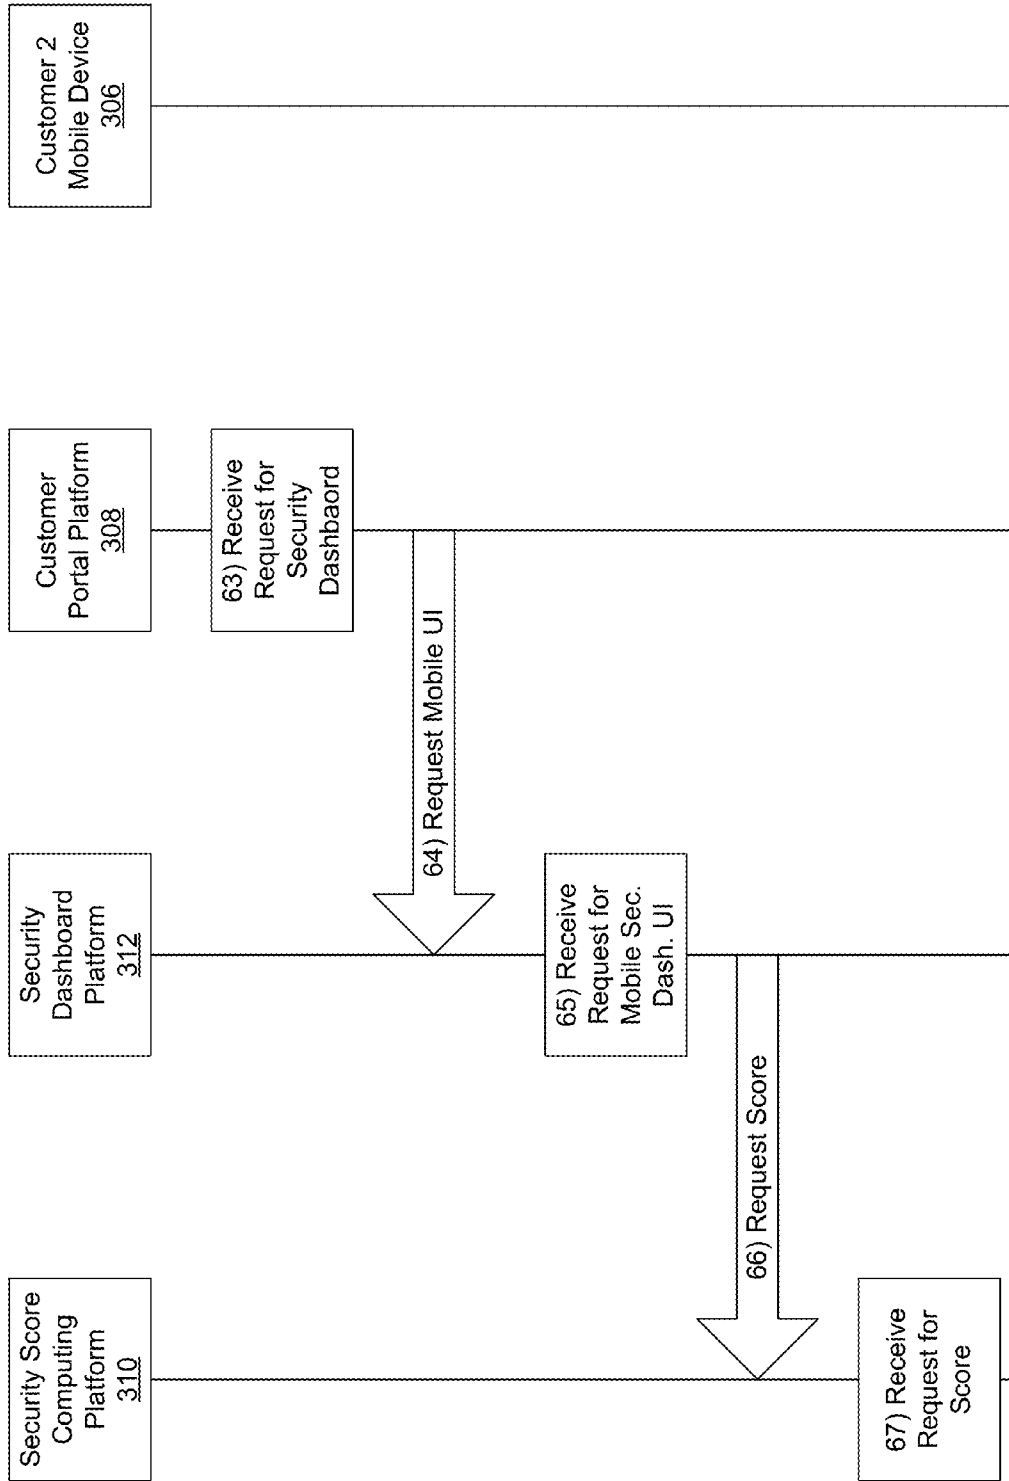 Security Score
Computing
Platform
310
Security
Dashboard
Platform
312
Customer
Portal Platform
308
Customer 2
Mobile Device
306
63) Receive
Request for
Security
Dashbaord
64) Request Mobile UI
65) Receive
Request for
Mobile Sec.
Dash. UI
66) Request Score
67) Receive
Request for
Score